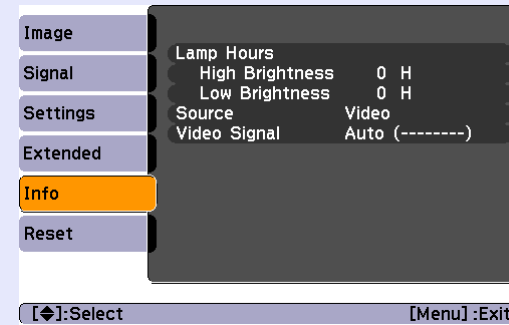 Image
Signal
Settings
Extended
Info
Reset
Lamp Hours
High Brightness 0 H
Low Brightness 0 H
Source Video
Video Signal Auto (--------)
[◆]:Select [Menu] :Exit